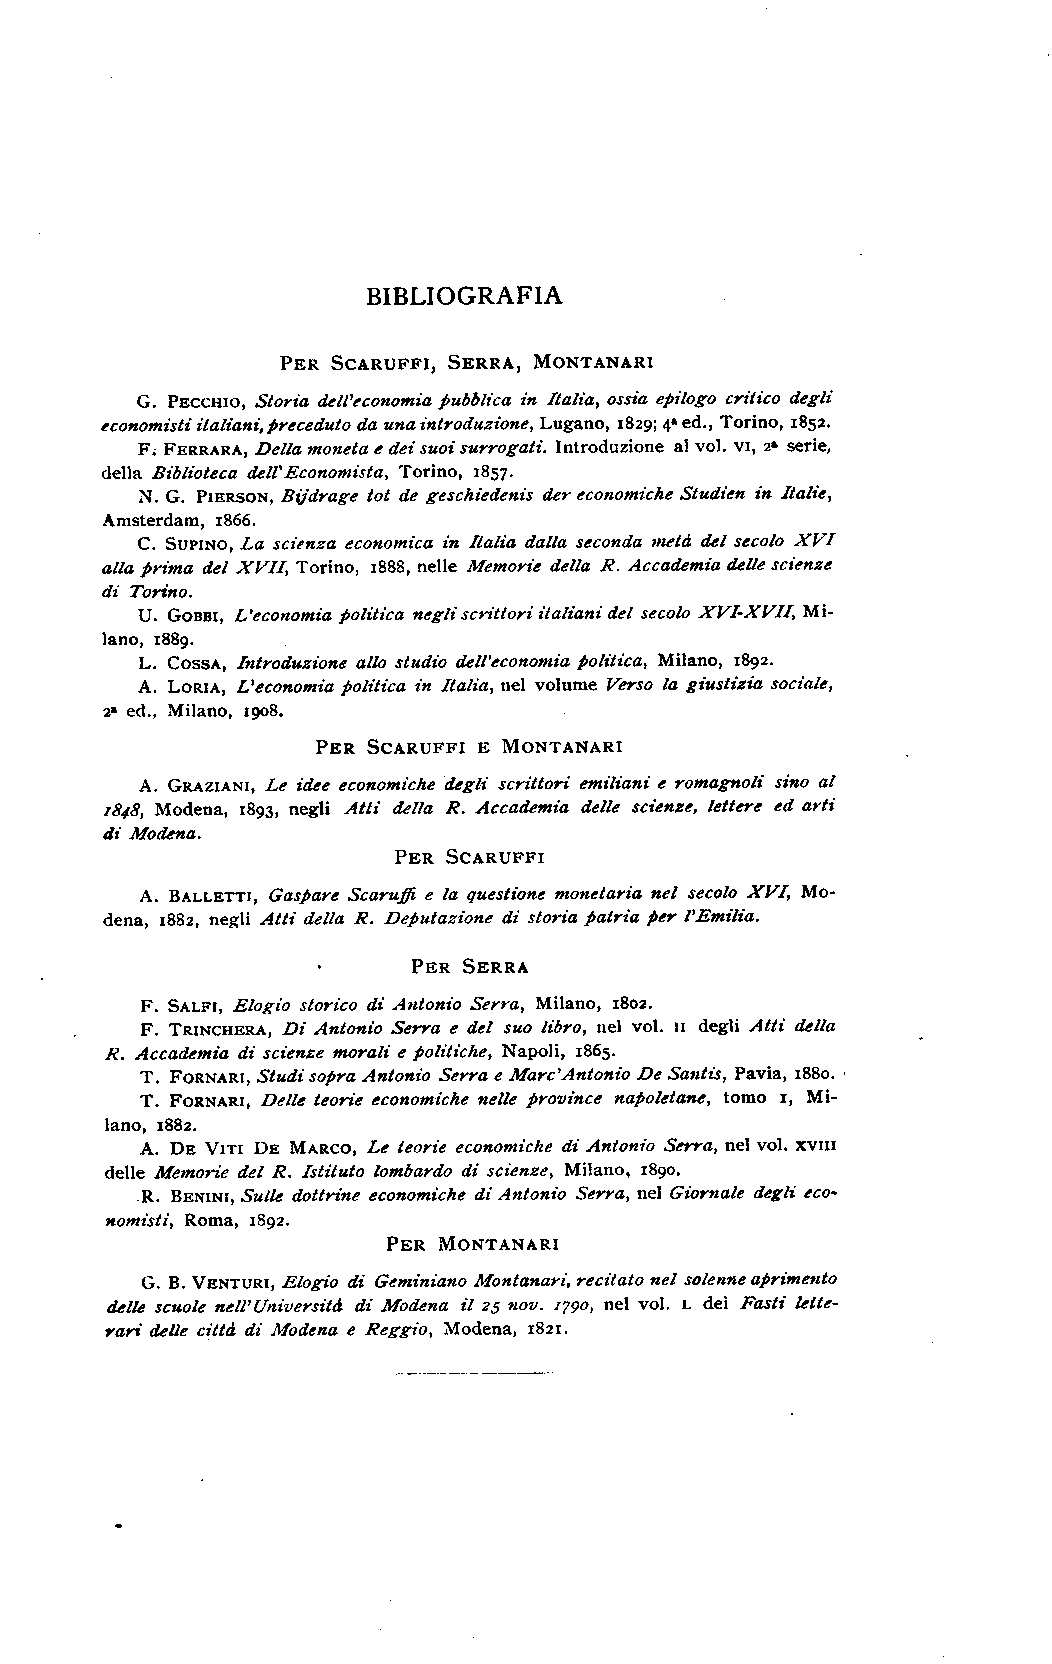 BIBLIOGRAFIA
PER SCARUFFI, SERRA, MONTANARI
G. PECCHIO, Storia dell'economia pubblica in Italia, ossia epilogo critico degli
economisti italiani, preceduto da una introduzione, Lugano, 1829; 4ª ed., Torino, 1852.
F. FERRARA, Della moneta e dei suoi surrogati. Introduzione al vol. VI, 2ª serie,
della Biblioteca dell'Economista, Torino, 1857.
N. G. PIERSON, Bijdrage tot de geschiedenis der economiche Studien in Italie,
Amsterdam, 1866.
C. SUPINO, La scienza economica in Italia dalla seconda metà del secolo XVI
alla prima del XVII, Torino, 1888, nelle Memorie della R. Accademia delle scienze
di Torino.
U. GOBBI, L'economia politica negli scrittori italiani del secolo XVI-XVII, Mi-
lano, 1889.
L. COSSA, Introduzione allo studio dell'economia politica, Milano, 1892.
A. LORIA, L'economia politica in Italia, nel volume Verso la giustizia sociale,
2ª ed., Milano, 1908.
PER SCARUFFI E MONTANARI
A. GRAZIANI, Le idee economiche degli scrittori emiliani e romagnoli sino al
1848, Modena, 1893, negli Atti della R. Accademia delle scienze, lettere ed arti
di Modena.
PER SCARUFFI
A. BALLETTI, Gaspare Scaruffi e la questione monetaria nel secolo XVI, Mo-
dena, 1882, negli Atti della R. Deputazione di storia patria per l'Emilia.
PER SERRA
F. SALFI, Elogio storico di Antonio Serra, Milano, 1802.
F. TRINCHERA, Di Antonio Serra e del suo libro, nel vol. II degli Atti della
R. Accademia di scienze morali e politiche, Napoli, 1865.
T. FORNARI, Studi sopra Antonio Serra e Marc'Antonio De Santis, Pavia, 1880.
T. FORNARI, Delle teorie economiche nelle province napoletane, tomo I, Mi-
lano, 1882.
A. DE VITI DE MARCO, Le teorie economiche di Antonio Serra, nel vol. XVIII
delle Memorie del R. Istituto lombardo di scienze, Milano, 1890.
R. BENINI, Sulle dottrine economiche di Antonio Serra, nel Giornale degli eco-
nomisti, Roma, 1892.
PER MONTANARI
G. B. VENTURI, Elogio di Geminiano Montanari, recitato nel solenne aprimento
delle scuole nell'Università di Modena il 25 nov. 1790, nel vol. L dei Fasti lette-
rari delle città di Modena e Reggio, Modena, 1821.